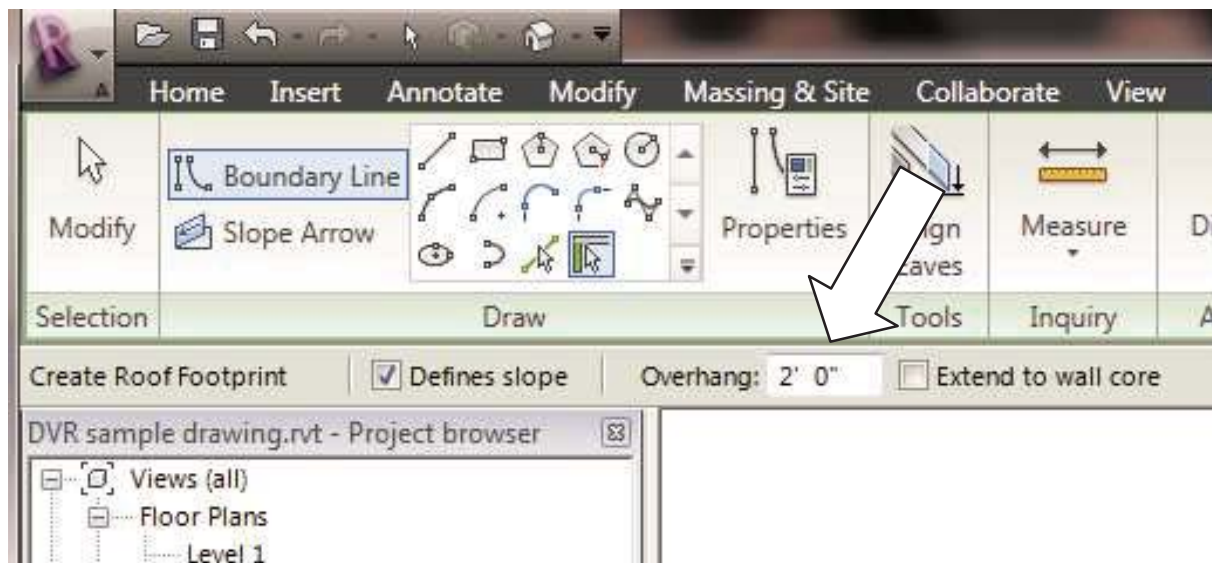 Home Insert Annotate Modify Massing & Site Collaborate View
Boundary Line
Modify Slope Arrow Properties Measure
Eaves
Selection Draw Tools Inquiry
Create Roof Footprint Defines slope Overhang: 2' 0" Extend to wall core
DVR sample drawing.rvt - Project browser
Views (all)
Floor Plans
Level 1